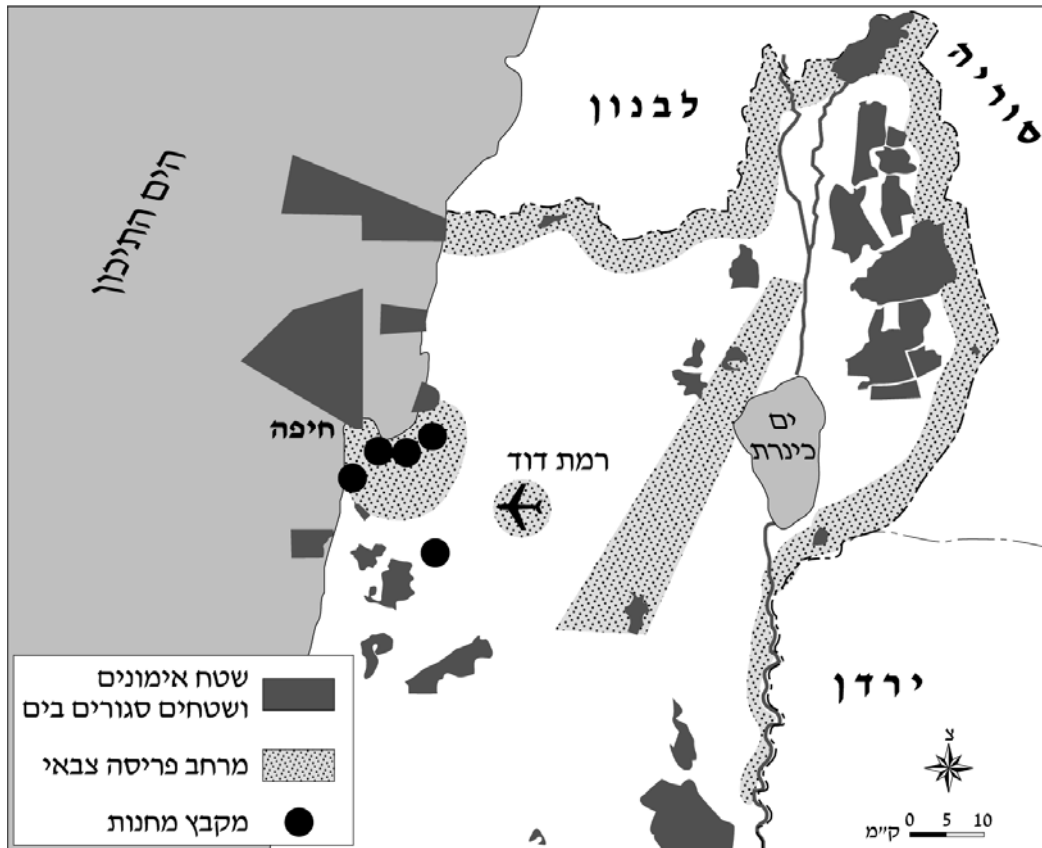 לבנון
סוריה
הים התיכון
חיפה
רמת דוד
ים
כינרת
ירדן
שטח אימונים
ושטחים סגורים בים
מרחב פריסה צבאי
מקבץ מחנות
צ
ק״מ 0 5 10